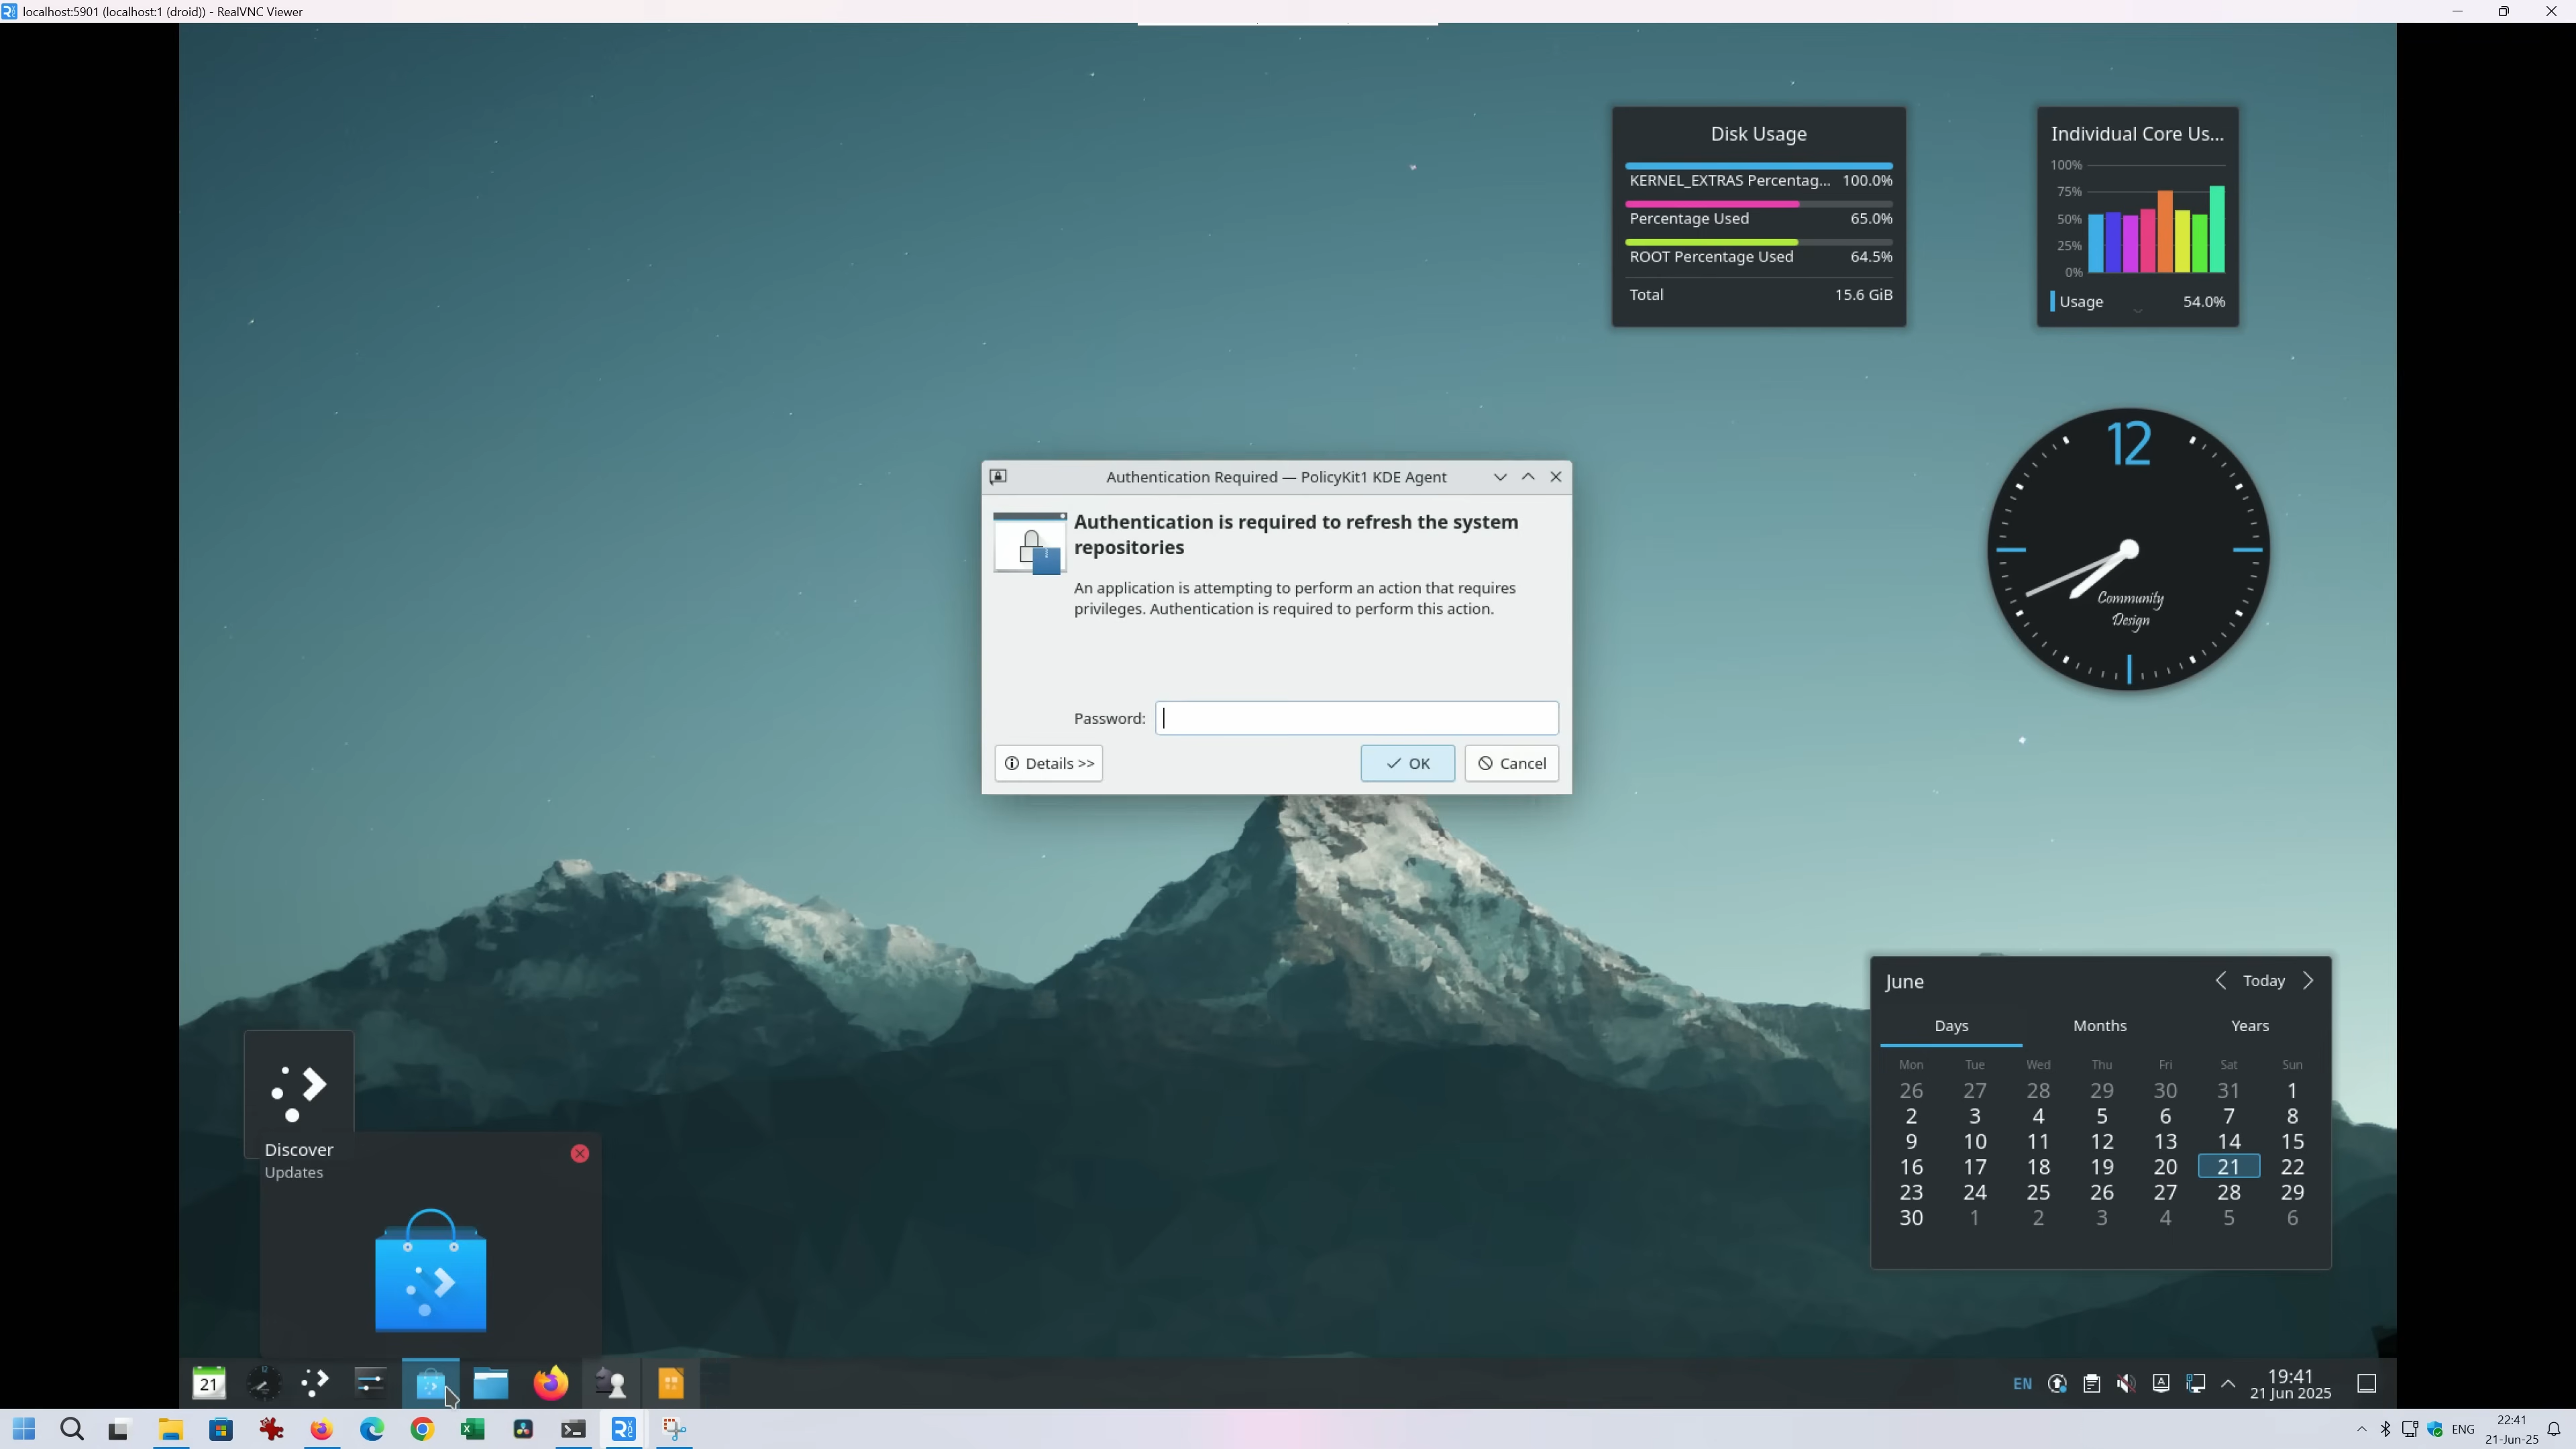 localhost:5901 (localhost:1 (droid)) - RealVNC Viewer
Disk Usage
KERNEL_EXTRAS Percentag... 100.0%
Percentage Used 65.0%
ROOT Percentage Used 64.5%
Total 15.6 GiB
Individual Core Us...
100%
75%
50%
25%
0%
Usage 54.0%
12
Community
Design
Authentication Required — PolicyKit1 KDE Agent
Authentication is required to refresh the system
repositories
An application is attempting to perform an action that requires
privileges. Authentication is required to perform this action.
Password:
Details >>
OK
Cancel
June
Today
Days Months Years
Mon Tue Wed Thu Fri Sat Sun
26 27 28 29 30 31 1
2 3 4 5 6 7 8
9 10 11 12 13 14 15
16 17 18 19 20 21 22
23 24 25 26 27 28 29
30 1 2 3 4 5 6
Discover
Updates
21
EN
19:41
21 Jun 2025
ENG
22:41
21-Jun-25